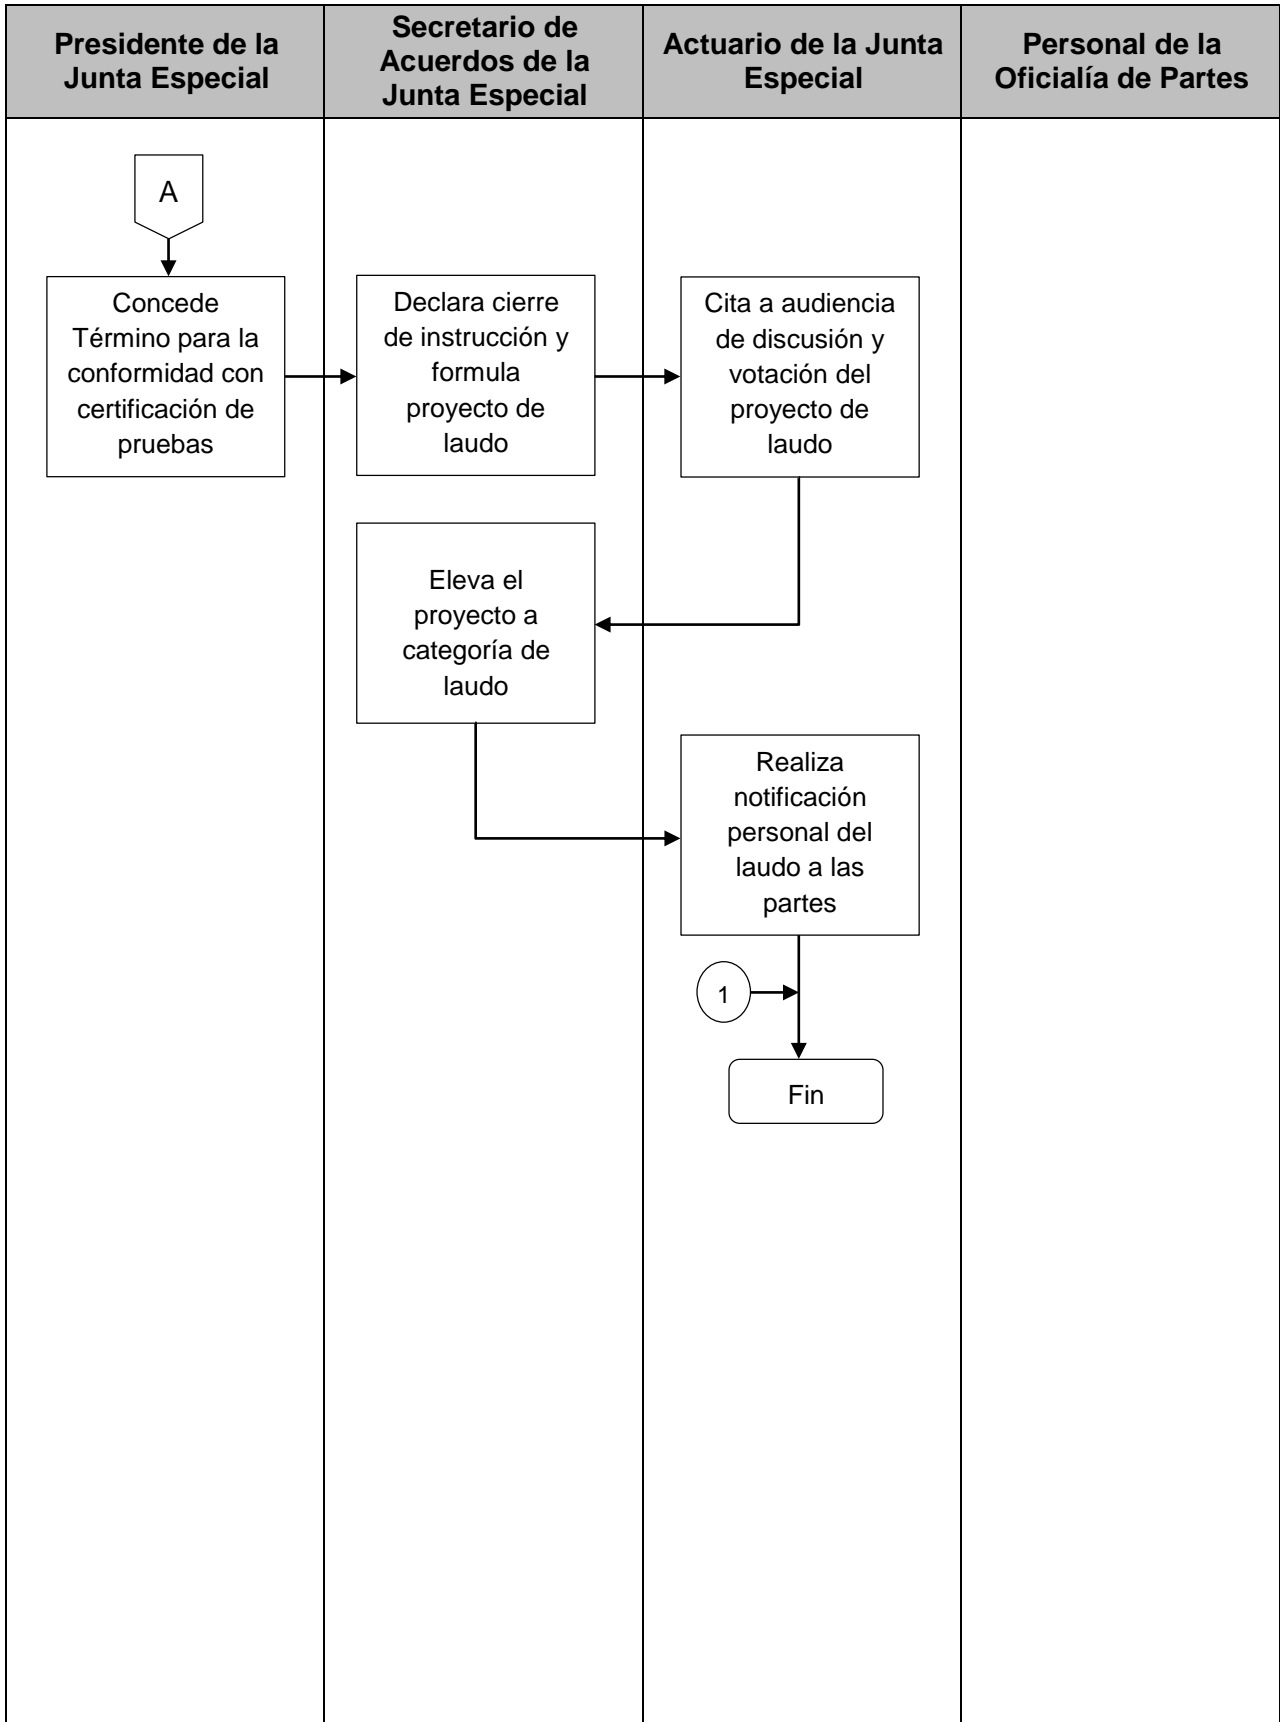 Presidente de la
Junta Especial
Secretario de
Acuerdos de la
Junta Especial
Actuario de la Junta
Especial
Personal de la
Oficialía de Partes
A
Concede
Término para la
conformidad con
certificación de
pruebas
Declara cierre
de instrucción y
formula
proyecto de
laudo
Cita a audiencia
de discusión y
votación del
proyecto de
laudo
Eleva el
proyecto a
categoría de
laudo
Realiza
notificación
personal del
laudo a las
partes
1
Fin